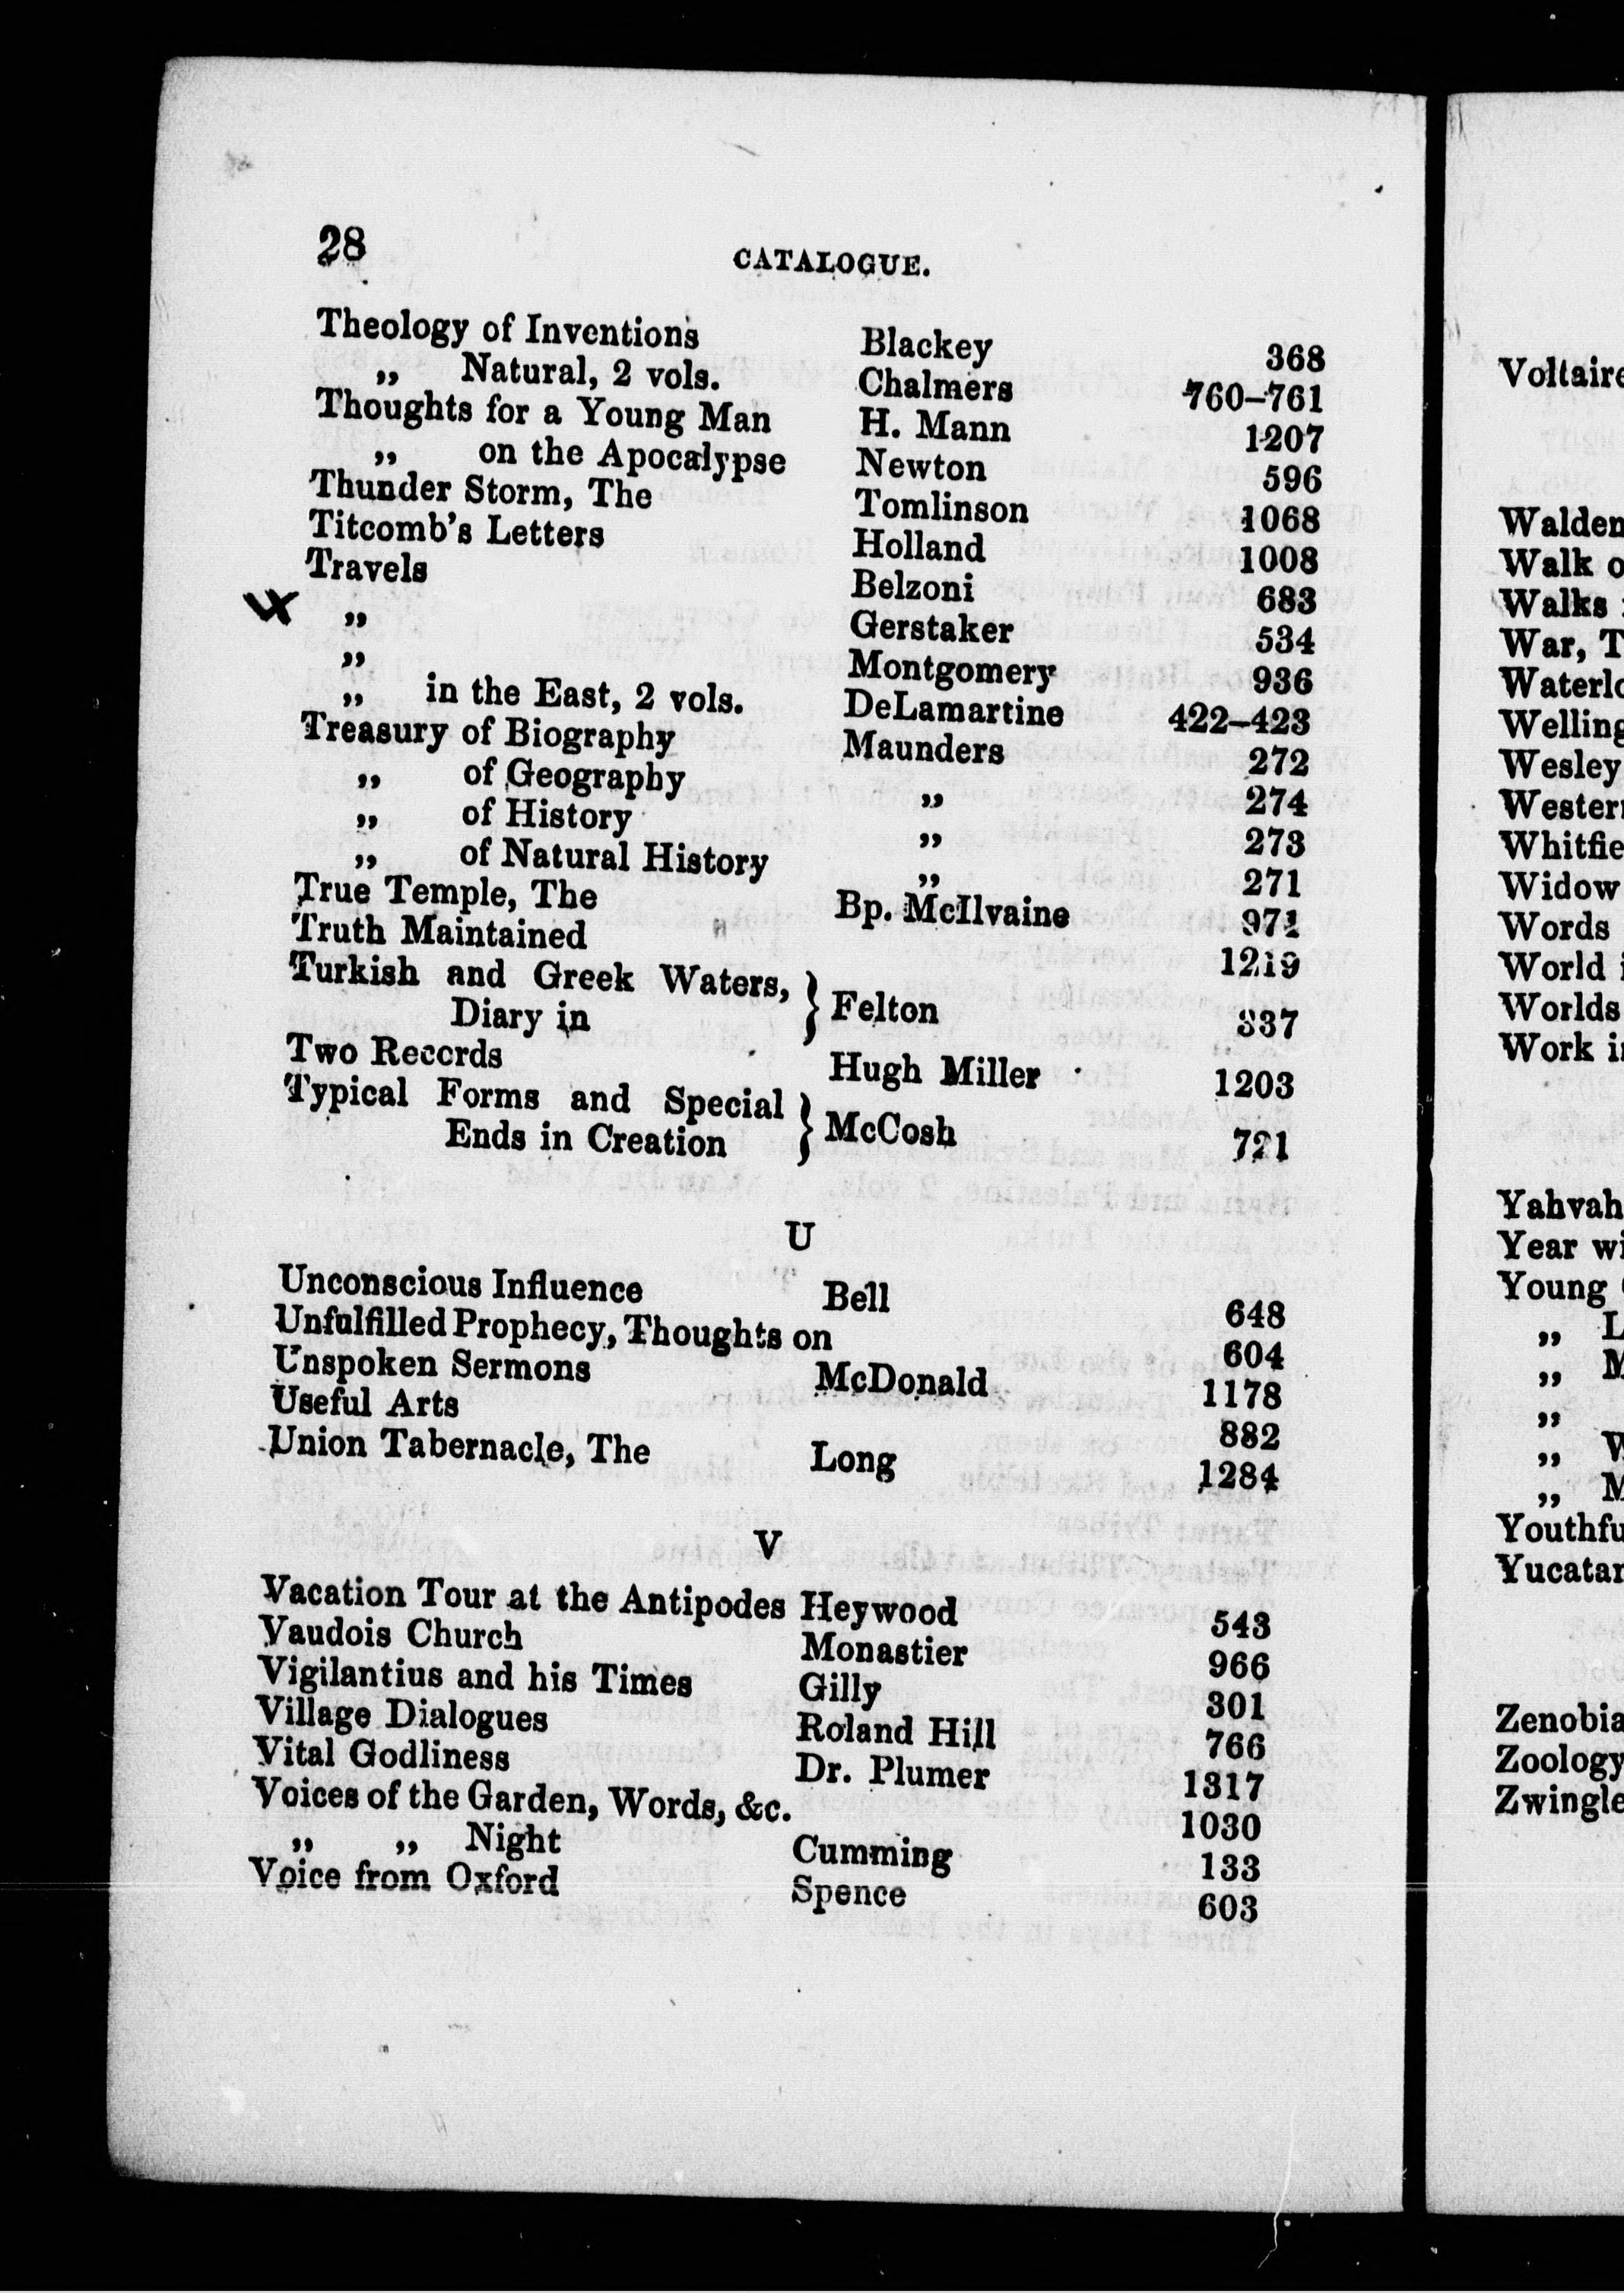 28
CATALOGUE.
Theology of Inventions Blackey 368
„ Natural, 2 vols. Chalmers 760–761
Thoughts for a Young Man H. Mann 1207
„ on the Apocalypse Newton 596
Thunder Storm, The Tomlinson 1068
Titcomb's Letters Holland 1008
Travels Belzoni 683
„ Gerstaker 534
„ Montgomery 936
„ in the East, 2 vols. DeLamartine 422–423
Treasury of Biography Maunders 272
„ of Geography „ 274
„ of History „ 273
„ of Natural History „ 271
True Temple, The Bp. McIlvaine
Truth Maintained 1219
Turkish and Greek Waters, } Felton 337
Diary in
Two Records Hugh Miller 1203
Typical Forms and Special } McCosh 721
Ends in Creation
U
Unconscious Influence Bell 648
Unfulfilled Prophecy, Thoughts on 604
Unspoken Sermons McDonald 1178
Useful Arts 882
Union Tabernacle, The Long 1284
V
Vacation Tour at the Antipodes Heywood 543
Vaudois Church Monastier 966
Vigilantius and his Times Gilly 301
Village Dialogues Roland Hill 766
Vital Godliness Dr. Plumer 1317
Voices of the Garden, Words, &c. 1030
„ „ Night Cumming 133
Voice from Oxford Spence 603
Voltaire
Walden
Walk o
Walks
War, T
Waterlo
Welling
Wesley
Western
Whitfie
Widow
Words
World i
Worlds
Work in
Yahvah
Year wi
Young
„ L
„ M
„
„ W
„ M
Youthfu
Yucatan
Zenobia
Zoology
Zwingle